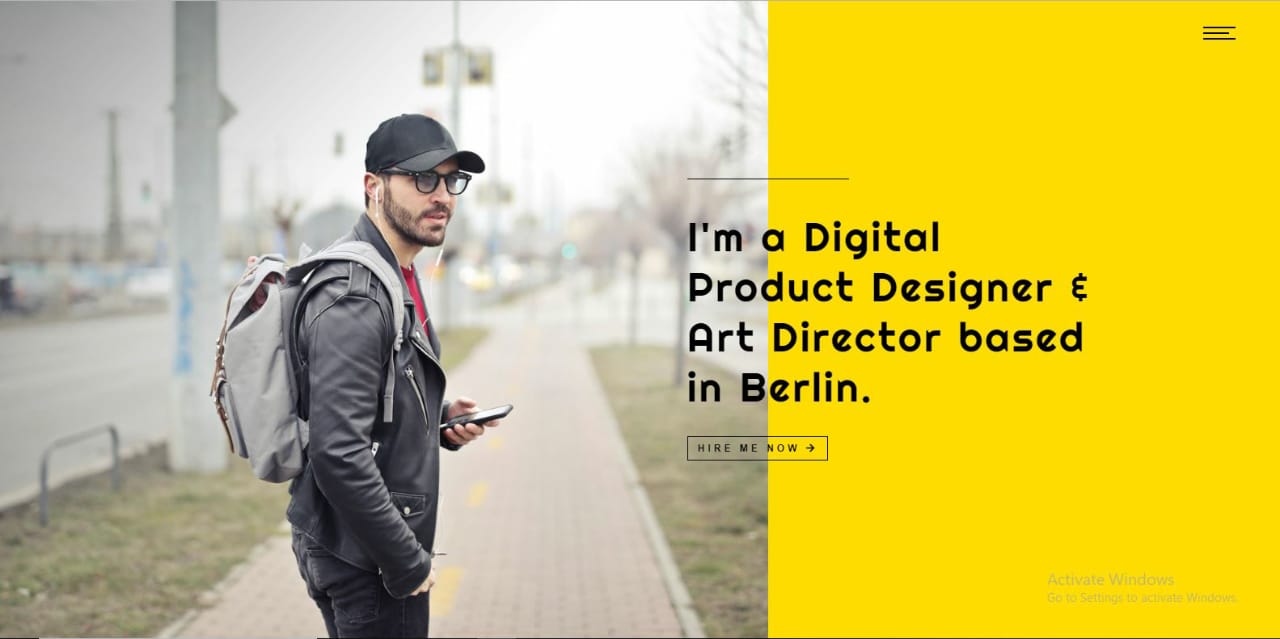 I'm a Digital
Product Designer &
Art Director based
in Berlin.
HIRE ME NOW →
Activate Windows
Go to Settings to activate Windows.